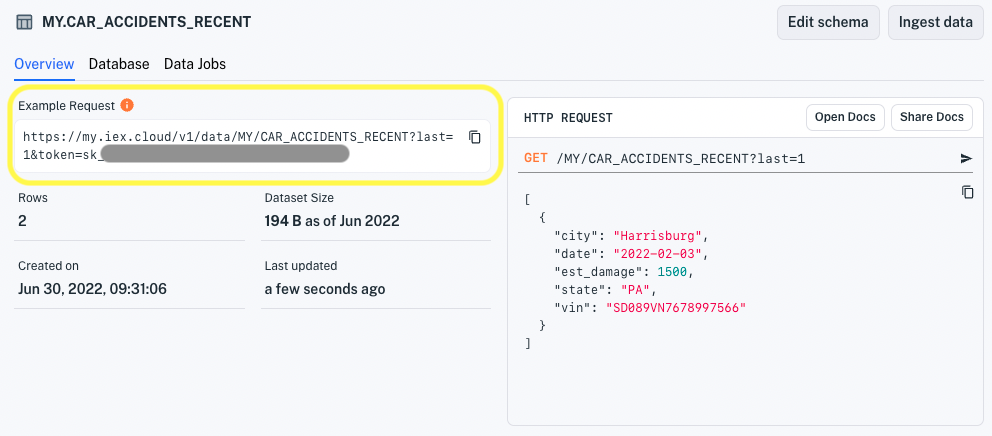 MY.CAR_ACCIDENTS_RECENT
Edit schema
Ingest data
Overview
Database
Data Jobs
Example Request
https://my.iex.cloud/v1/data/MY/CAR_ACCIDENTS_RECENT?last=
1&token=sk_
Rows
2
Dataset Size
194 B as of Jun 2022
Created on
Jun 30, 2022, 09:31:06
Last updated
a few seconds ago
HTTP REQUEST
Open Docs
Share Docs
GET /MY/CAR_ACCIDENTS_RECENT?last=1
[
{
"city": "Harrisburg",
"date": "2022-02-03",
"est_damage": 1500,
"state": "PA",
"vin": "SD089VN7678997566"
}
]